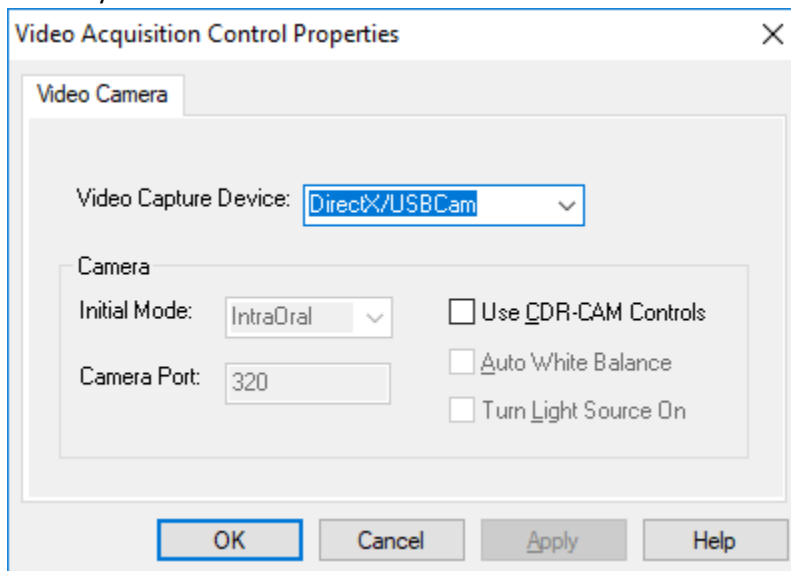 Video Acquisition Control Properties
Video Camera
Video Capture Device: DirectX/USBCam
Camera
Initial Mode: IntraOral
Use CDR-CAM Controls
Camera Port: 320
Auto White Balance
Turn Light Source On
OK Cancel Apply Help